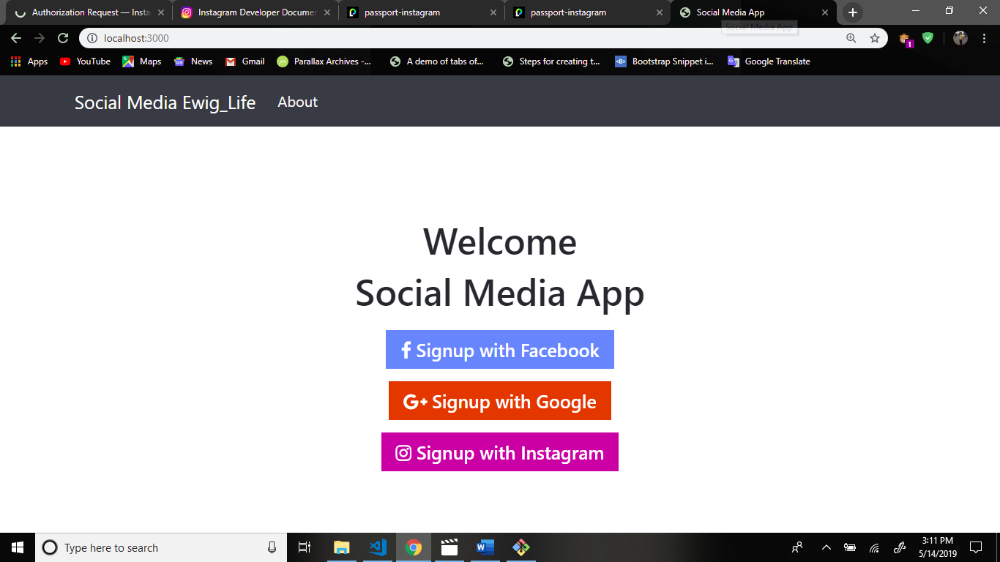 Authorization Request — Insta
Instagram Developer Documen
passport-instagram
passport-instagram
Social Media App
Social Media App
localhost:3000
1
Apps
YouTube
Maps
News
Gmail
Parallax Archives -...
A demo of tabs of...
Steps for creating t...
<B>
Bootstrap Snippet i...
Google Translate
Social Media Ewig_Life
About
Welcome
Social Media App
Signup with Facebook
G+ Signup with Google
Signup with Instagram
Type here to search
3:11 PM
5/14/2019